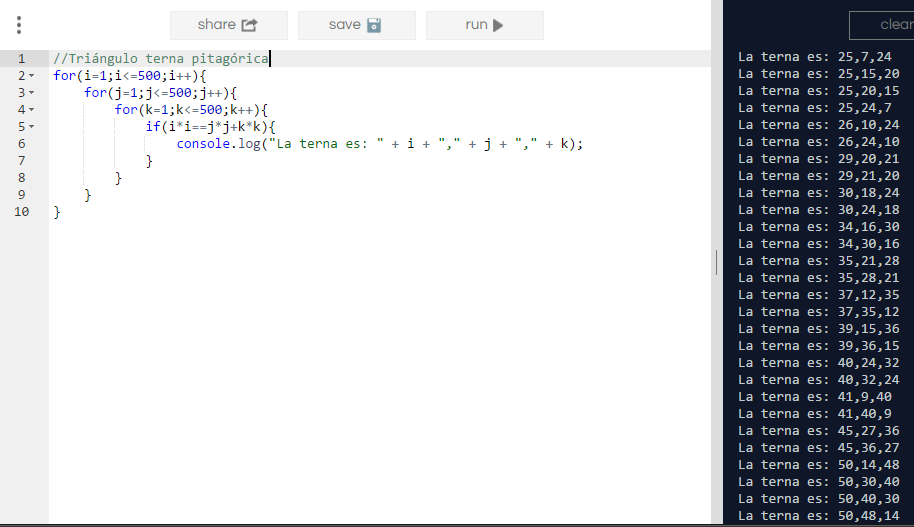 share save run
clear
1 //Triángulo terna pitagórica
2 for(i=1;i<=500;i++){
3 for(j=1;j<=500;j++){
4 for(k=1;k<=500;k++){
5 if(i*i==j*j+k*k){
6 console.log("La terna es: " + i + "," + j + "," + k);
7 }
8 }
9 }
10 }
La terna es: 25,7,24
La terna es: 25,15,20
La terna es: 25,20,15
La terna es: 25,24,7
La terna es: 26,10,24
La terna es: 26,24,10
La terna es: 29,20,21
La terna es: 29,21,20
La terna es: 30,18,24
La terna es: 30,24,18
La terna es: 34,16,30
La terna es: 34,30,16
La terna es: 35,21,28
La terna es: 35,28,21
La terna es: 37,12,35
La terna es: 37,35,12
La terna es: 39,15,36
La terna es: 39,36,15
La terna es: 40,24,32
La terna es: 40,32,24
La terna es: 41,9,40
La terna es: 41,40,9
La terna es: 45,27,36
La terna es: 45,36,27
La terna es: 50,14,48
La terna es: 50,30,40
La terna es: 50,40,30
La terna es: 50,48,14